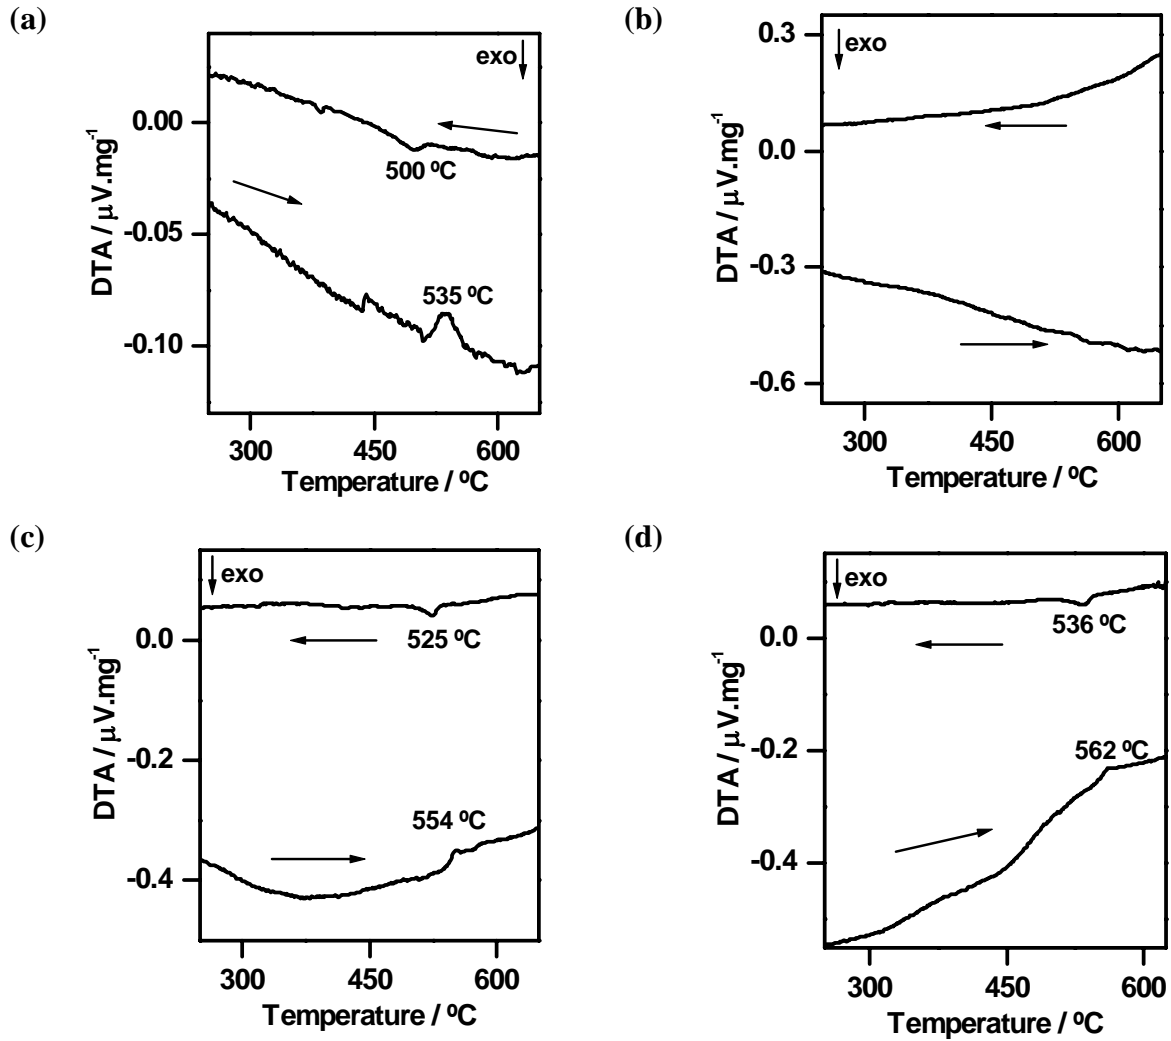 (a)
exo
0.00
-0.05
-0.10
500 ºC
535 ºC
DTA / μV.mg⁻¹
300 450 600
Temperature / ºC
(b)
exo
0.3
0.0
-0.3
-0.6
DTA / μV.mg⁻¹
300 450 600
Temperature / ºC
(c)
exo
0.0
-0.2
-0.4
525 ºC
554 ºC
DTA / μV.mg⁻¹
300 450 600
Temperature / ºC
(d)
exo
0.0
-0.2
-0.4
536 ºC
562 ºC
DTA / μV.mg⁻¹
300 450 600
Temperature / ºC